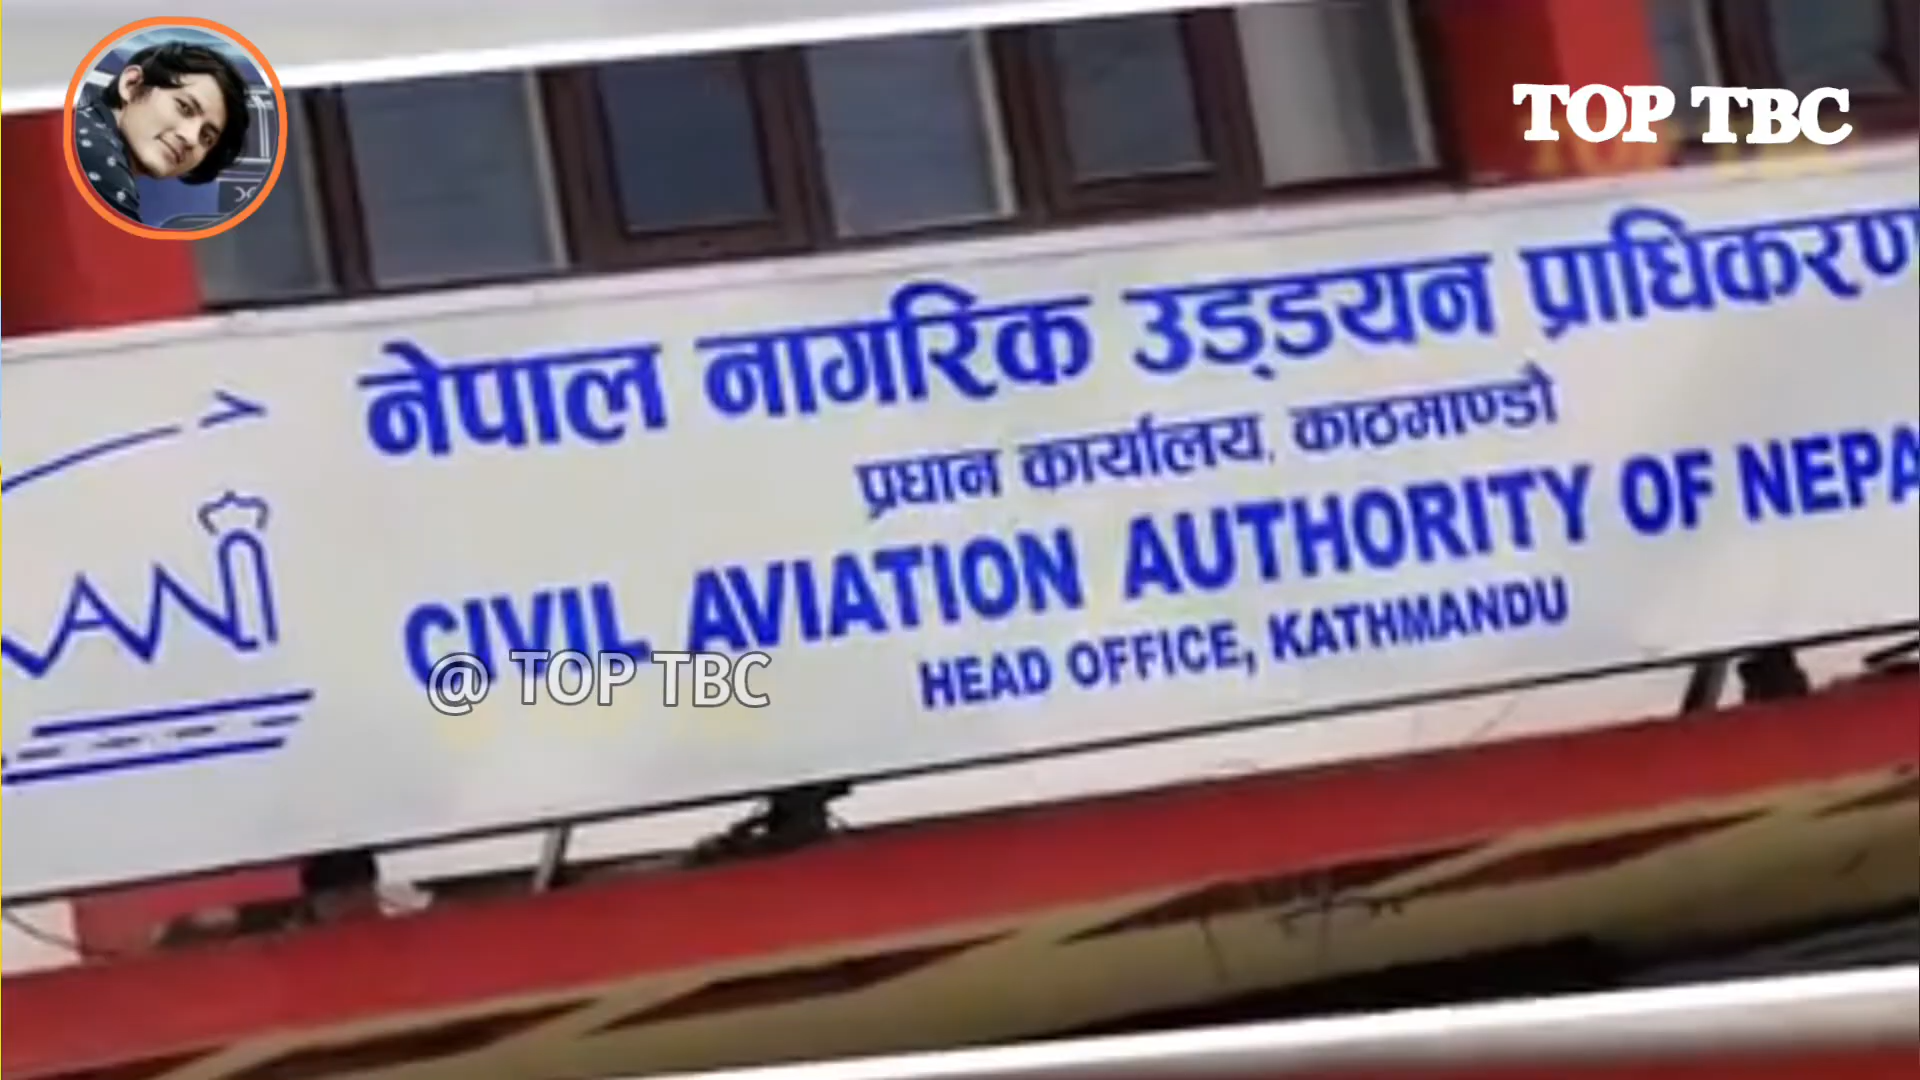 TOP TBC
नेपाल नागरिक उड्डयन प्राधिकरण
प्रधान कार्यालय, काठमाण्डौ
CIVIL AVIATION AUTHORITY OF NEPA
HEAD OFFICE, KATHMANDU
@ TOP TBC